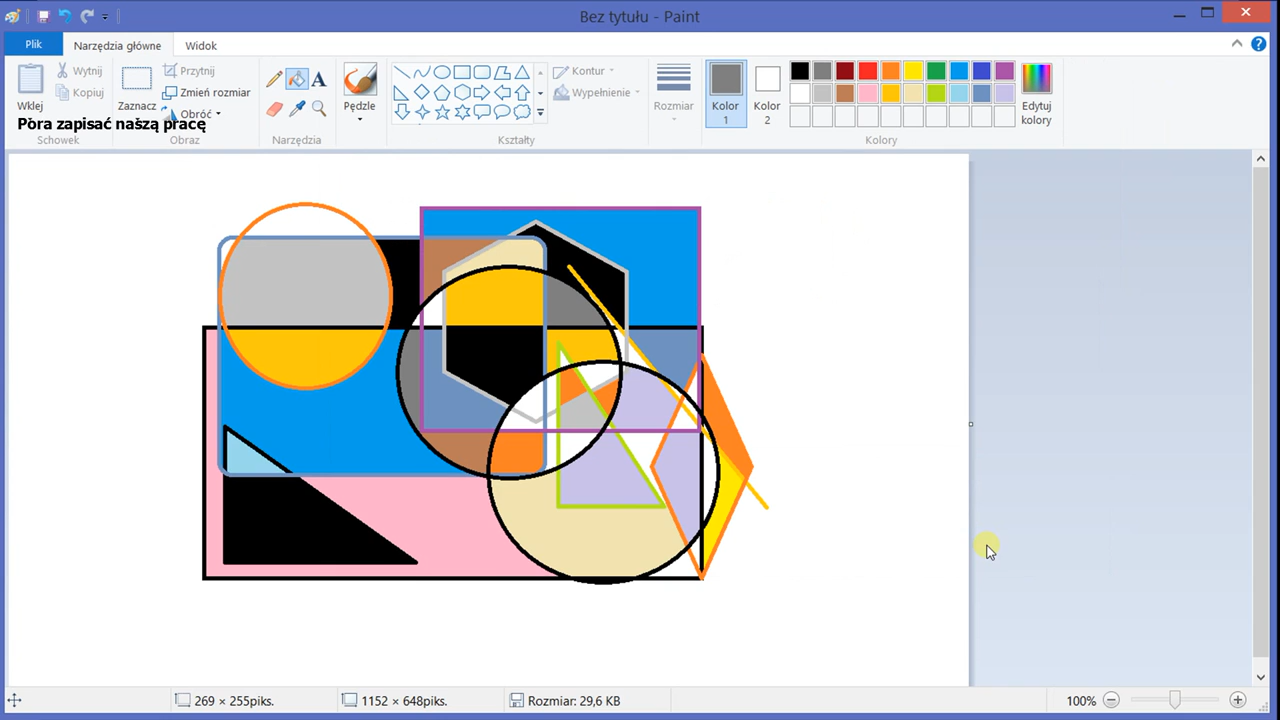 Bez tytułu - Paint
Plik
Narzędzia główne
Widok
Wklej
Wytnij
Kopiuj
Schowek
Zaznacz
Przytnij
Zmień rozmiar
Obróć
Obraz
Pora zapisać naszą pracę
A
Narzędzia
Pędzle
Kontur
Wypełnienie
Kształty
Rozmiar
Kolor
1
Kolor
2
Edytuj
kolory
Kolory
269 × 255piks.
1152 × 648piks.
Rozmiar: 29,6 KB
100%